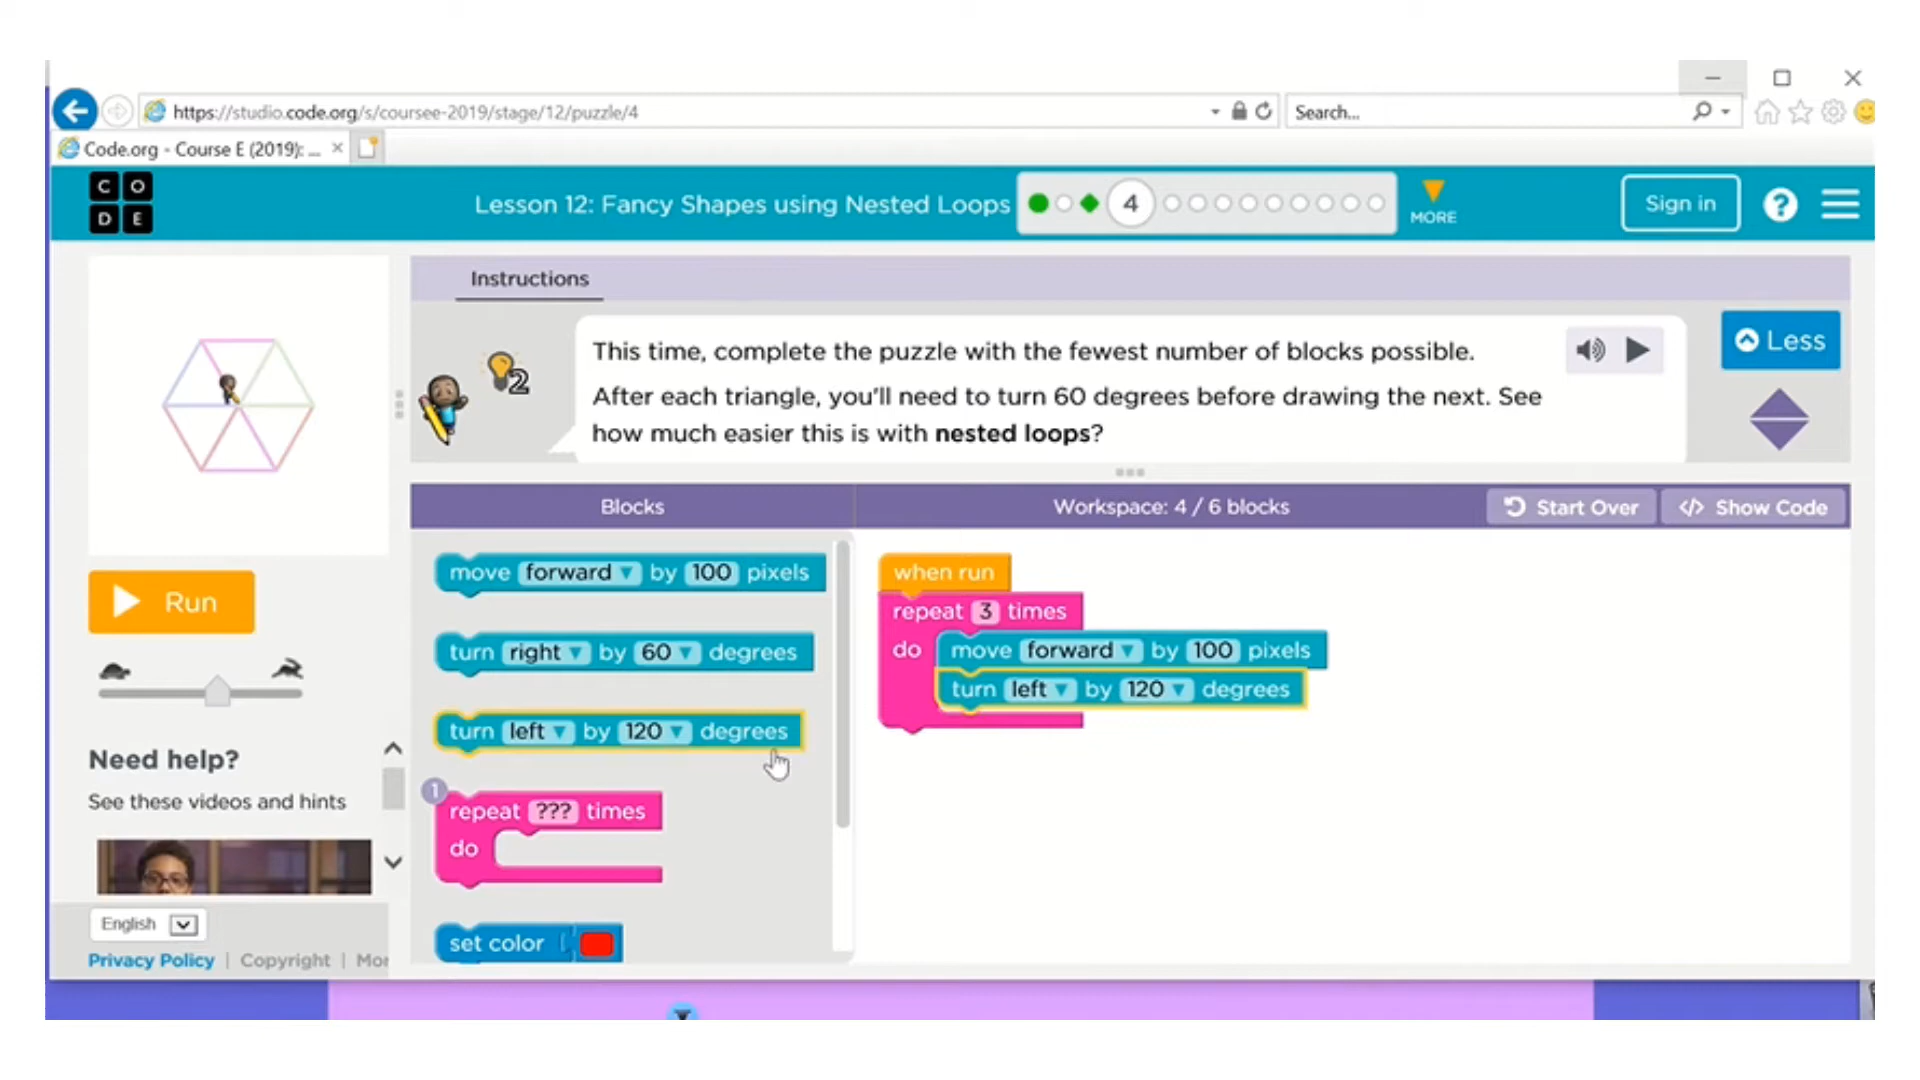 https://studio.code.org/s/coursee-2019/stage/12/puzzle/4
Search...
Code.org - Course E (2019): ...
C O
D E
Lesson 12: Fancy Shapes using Nested Loops
4
MORE
Sign in
?
Instructions
2
This time, complete the puzzle with the fewest number of blocks possible.
After each triangle, you'll need to turn 60 degrees before drawing the next. See
how much easier this is with nested loops?
Less
Blocks
Workspace: 4 / 6 blocks
Start Over
</> Show Code
move forward by 100 pixels
turn right by 60 degrees
turn left by 120 degrees
1
repeat ??? times
do
set color
when run
repeat 3 times
do move forward by 100 pixels
turn left by 120 degrees
Run
Need help?
See these videos and hints
English
Privacy Policy | Copyright | Mor